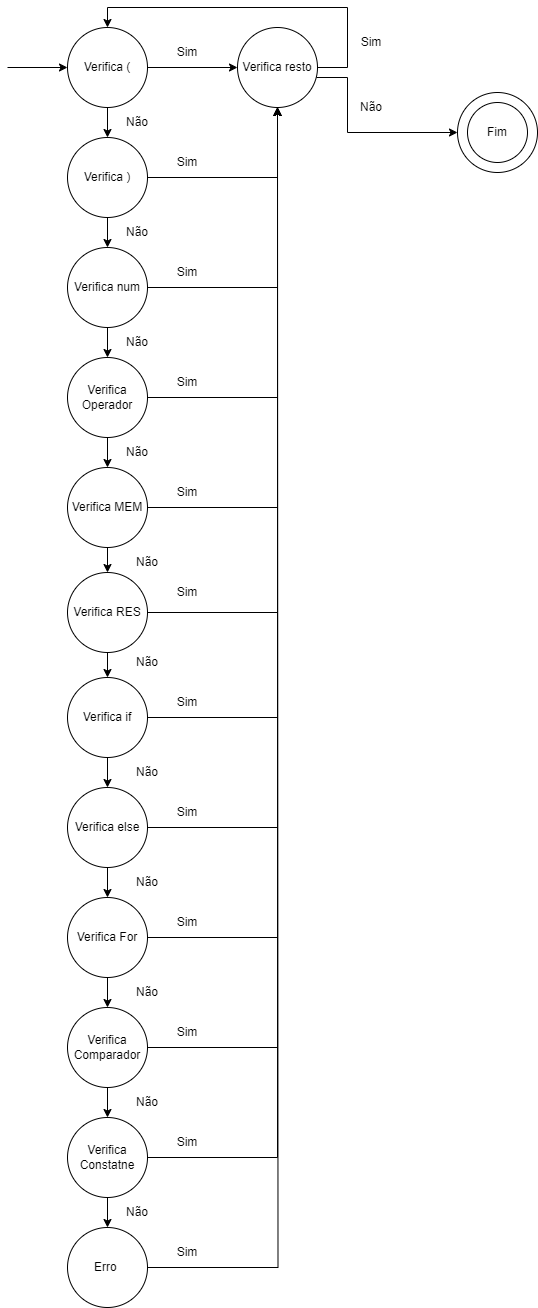 Sim
Verifica (
Sim
Verifica resto
Não
Fim
Não
Verifica )
Sim
Não
Verifica num
Sim
Não
Verifica
Operador
Sim
Não
Verifica MEM
Sim
Não
Verifica RES
Sim
Não
Verifica if
Sim
Não
Verifica else
Sim
Não
Verifica For
Sim
Não
Verifica
Comparador
Sim
Não
Verifica
Constatne
Sim
Não
Erro
Sim